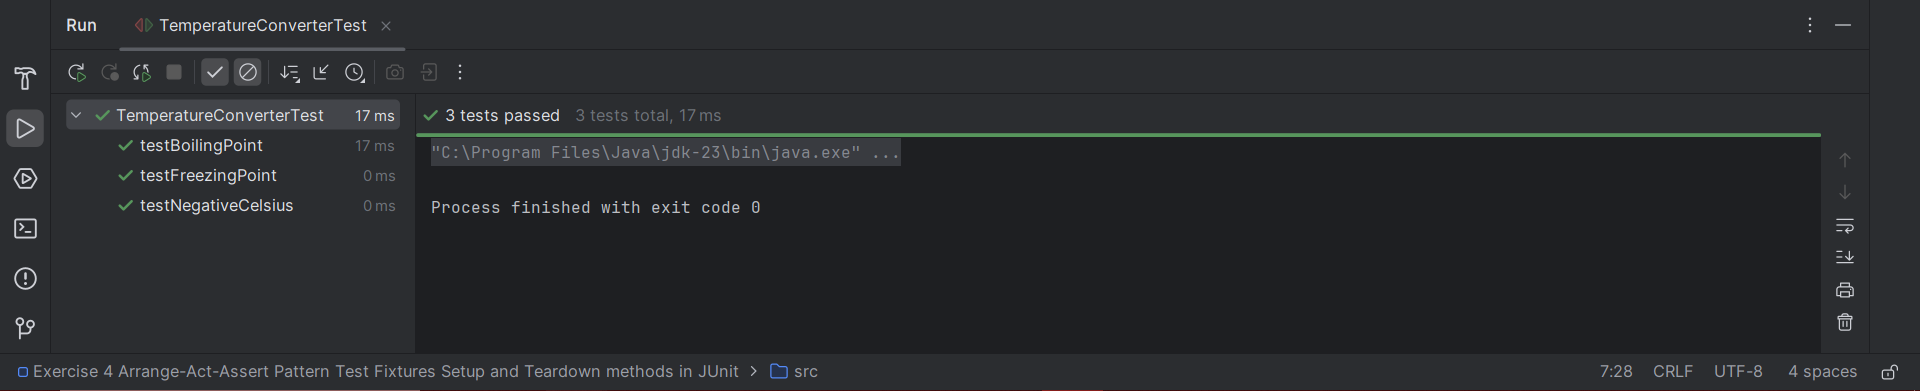 Run TemperatureConverterTest
TemperatureConverterTest 17 ms
testBoilingPoint 17 ms
testFreezingPoint 0 ms
testNegativeCelsius 0 ms
3 tests passed 3 tests total, 17 ms
"C:\Program Files\Java\jdk-23\bin\java.exe" ...
Process finished with exit code 0
Exercise 4 Arrange-Act-Assert Pattern Test Fixtures Setup and Teardown methods in JUnit > src 7:28 CRLF UTF-8 4 spaces